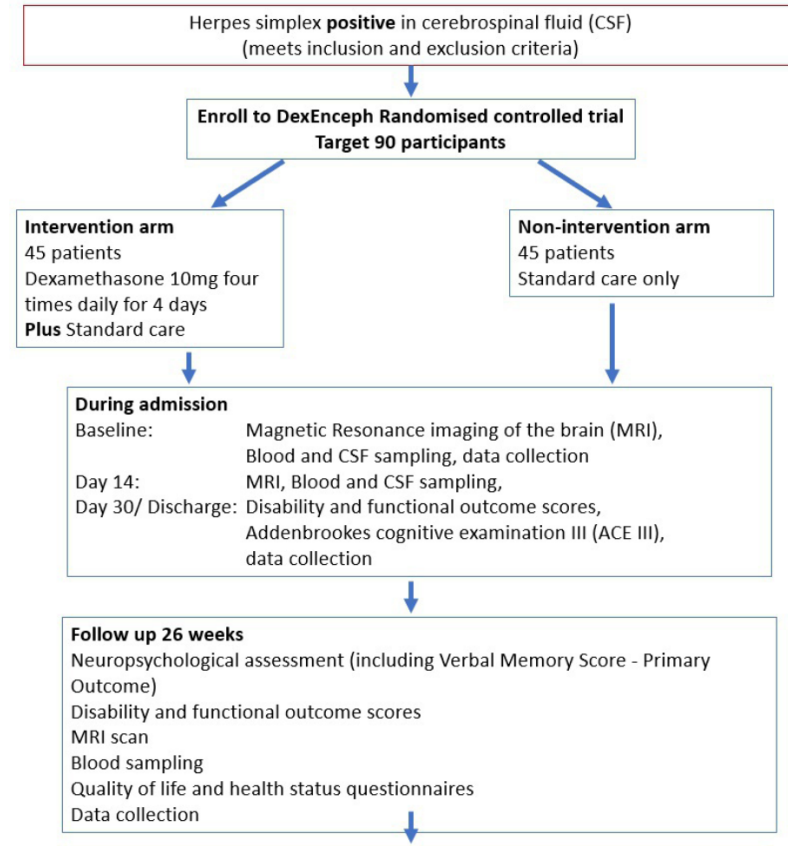 Herpes simplex positive in cerebrospinal fluid (CSF)
(meets inclusion and exclusion criteria)
Enroll to DexEnceph Randomised controlled trial
Target 90 participants
Intervention arm
45 patients
Dexamethasone 10mg four
times daily for 4 days
Plus Standard care
Non-intervention arm
45 patients
Standard care only
During admission
Baseline: Magnetic Resonance imaging of the brain (MRI),
Blood and CSF sampling, data collection
Day 14: MRI, Blood and CSF sampling,
Day 30/ Discharge: Disability and functional outcome scores,
Addenbrookes cognitive examination III (ACE III),
data collection
Follow up 26 weeks
Neuropsychological assessment (including Verbal Memory Score - Primary
Outcome)
Disability and functional outcome scores
MRI scan
Blood sampling
Quality of life and health status questionnaires
Data collection